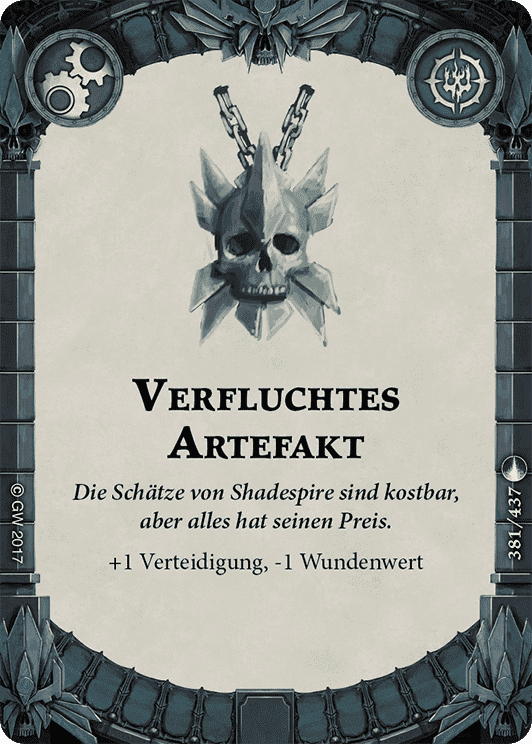 Verfluchtes
Artefakt
Die Schätze von Shadespire sind kostbar,
aber alles hat seinen Preis.
+1 Verteidigung, -1 Wundenwert
© GW 2017
381/437